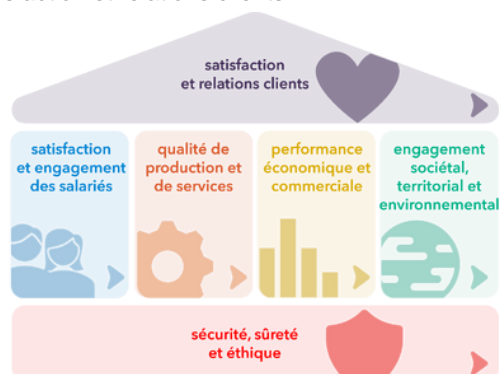 satisfaction
et relations clients
satisfaction
et engagement
des salariés
qualité de
production et
de services
performance
économique et
commerciale
engagement
sociétal,
territorial et
environnemental
sécurité, sûreté
et éthique